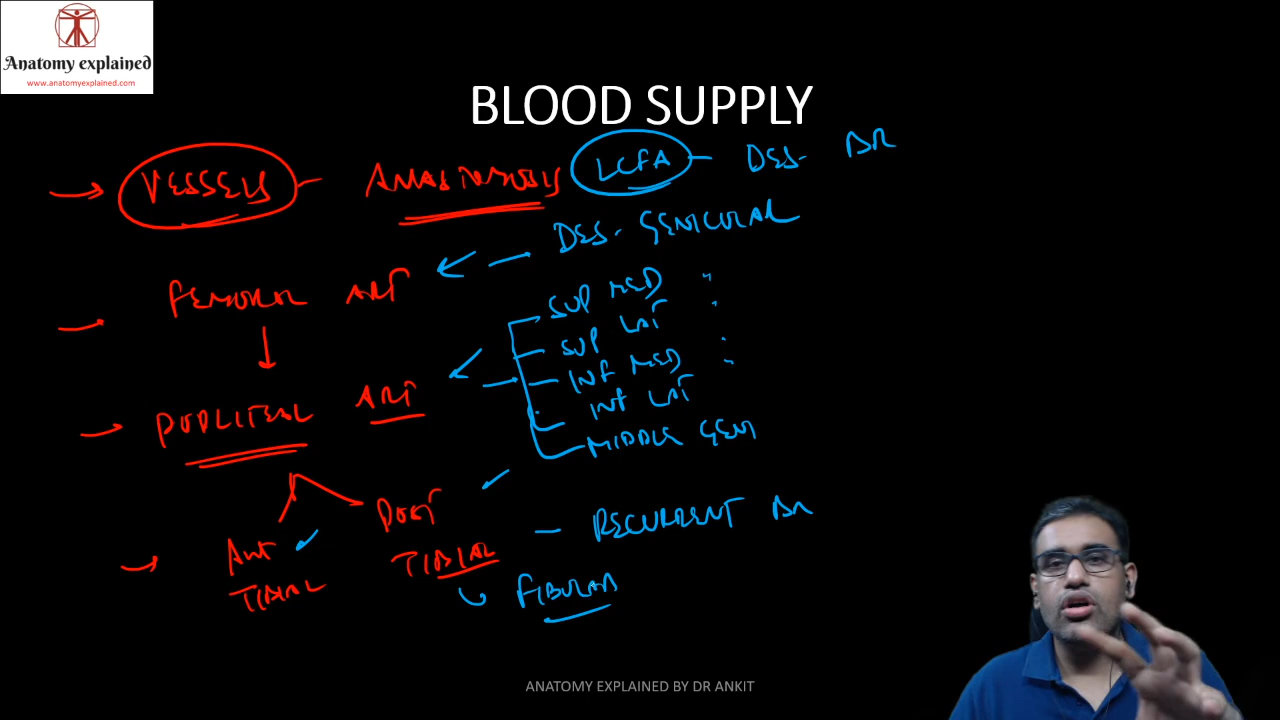 Anatomy explained
www.anatomyexplained.com
BLOOD SUPPLY
VESSELS - ANASTOMOSIS LCFA - DES. BR
DES. GENICULAR
FEMORAL ART
SUP MED "
SUP LAT "
INF MED "
INF LAT "
MIDDLE GENI
POPLITEAL ART
ANT TIBIAL
POST TIBIAL - RECURRENT BR
FIBULAR
ANATOMY EXPLAINED BY DR ANKIT